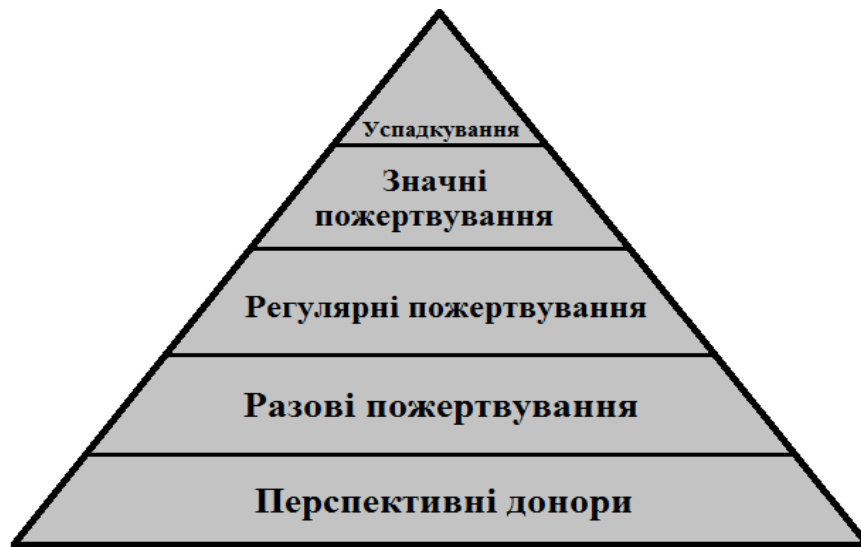 Успадкування
Значні
пожертвування
Регулярні пожертвування
Разові пожертвування
Перспективні донори